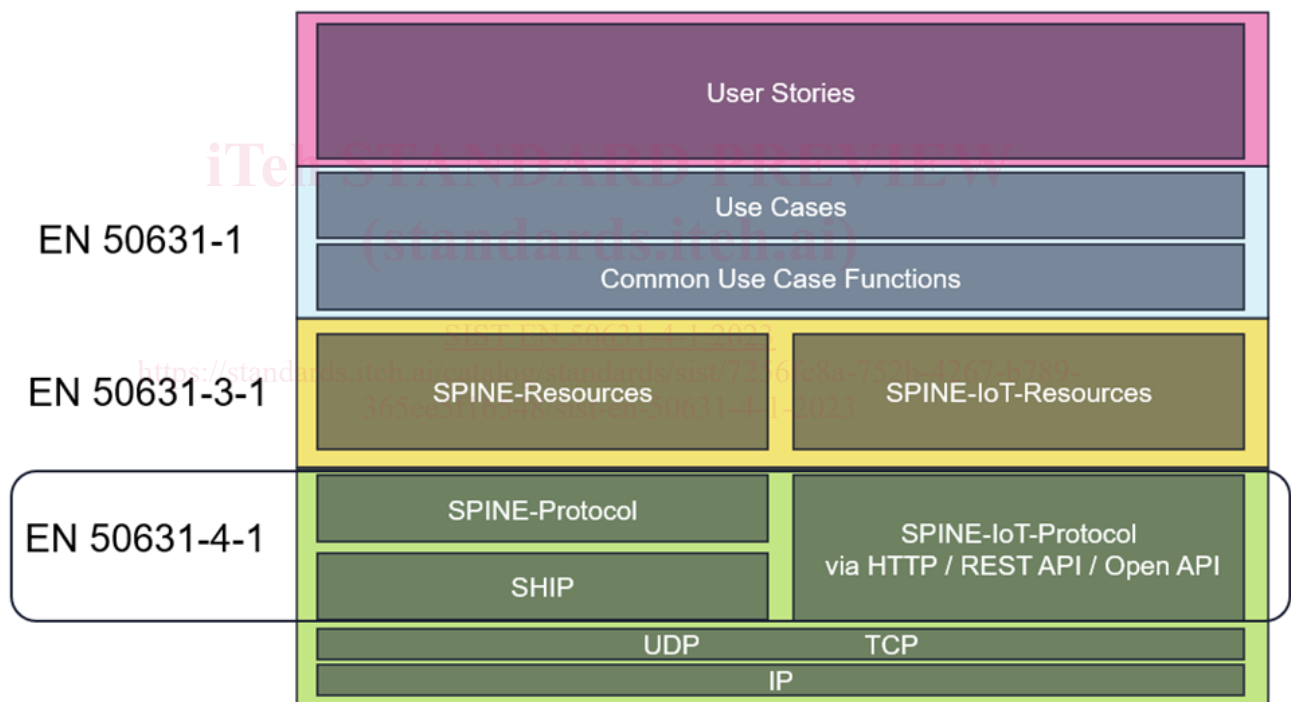 User Stories
iTeh STANDARD PREVIEW
EN 50631-1
Use Cases
(standards.iteh.ai)
Common Use Case Functions
SIST EN 50631-4-1:2023
EN 50631-3-1
SPINE-Resources
SPINE-IoT-Resources
EN 50631-4-1
SPINE-Protocol
SHIP
SPINE-IoT-Protocol
via HTTP / REST API / Open API
UDP TCP
IP